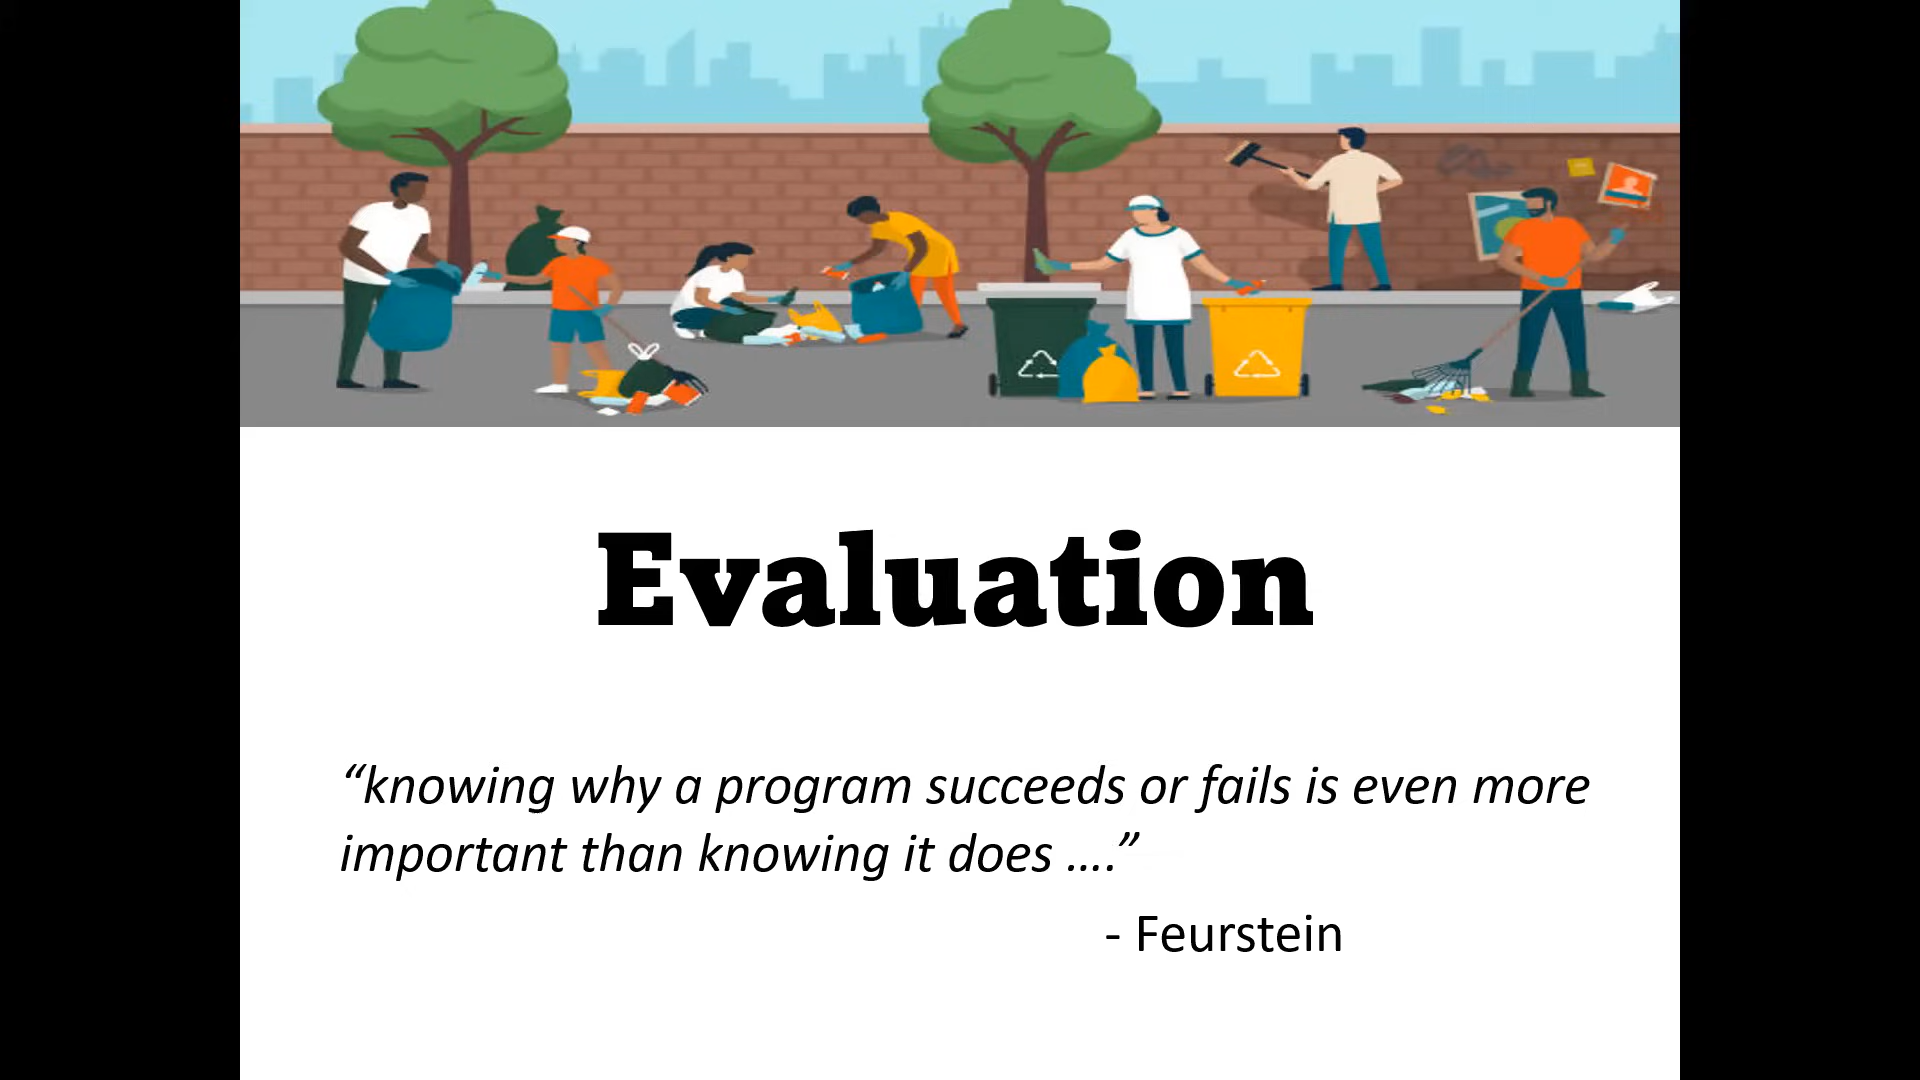 Evaluation
“knowing why a program succeeds or fails is even more
important than knowing it does ....”
- Feurstein